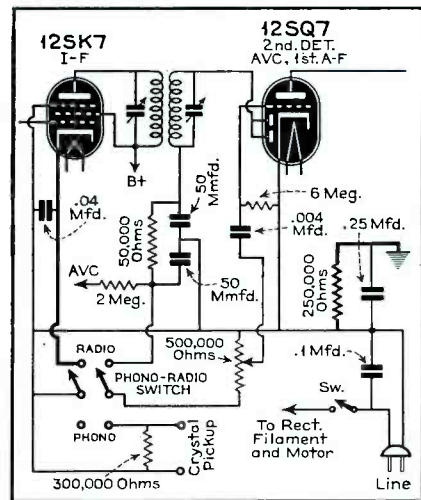 12SK7
I-F
12SQ7
2nd. DET.
AVC, 1st. A-F
B+
.04
Mfd.
50,000
Ohms
50
Mmfd.
6 Meg.
.004
Mfd.
.25 Mfd.
AVC
2 Meg.
50
Mmfd.
250,000
Ohms
RADIO
500,000
Ohms
PHONO-RADIO
SWITCH
.1 Mfd.
Sw.
PHONO
Crystal
Pickup
To Rect.
Filament
and Motor
Line
300,000 Ohms